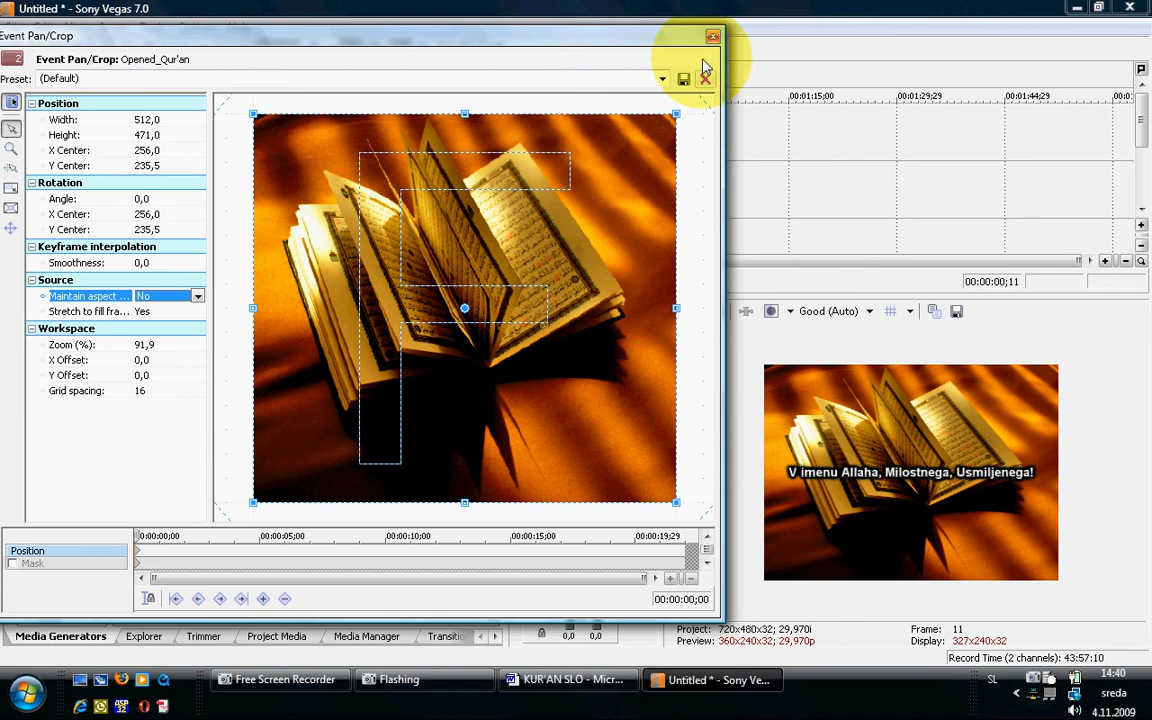 Untitled * - Sony Vegas 7.0
Event Pan/Crop
2 Event Pan/Crop: Opened_Qur'an
Preset: (Default)
Position
Width: 512,0
Height: 471,0
X Center: 256,0
Y Center: 235,5
Rotation
Angle: 0,0
X Center: 256,0
Y Center: 235,5
Keyframe interpolation
Smoothness: 0,0
Source
Maintain aspect ... No
Stretch to fill fra... Yes
Workspace
Zoom (%): 91,9
X Offset: 0,0
Y Offset: 0,0
Grid spacing: 16
00:01:15;00 00:01:29;29 00:01:44;29 00:0
00:00:00;11
Good (Auto)
V imenu Allaha, Milostnega, Usmiljenega!
0:00:00;00 00:00:05;00 00:00:10;00 00:00:15;00 00:00:19;29
Position
Mask
00:00:00;00
Media Generators Explorer Trimmer Project Media Media Manager Transitio
0,0 0,0
Project: 720x480x32; 29,970i Frame: 11
Preview: 360x240x32; 29,970p Display: 327x240x32
Record Time (2 channels): 43:57:10
Free Screen Recorder Flashing KUR'AN SLO - Micr... Untitled * - Sony Ve...
SL 14:40
sreda
4.11.2009